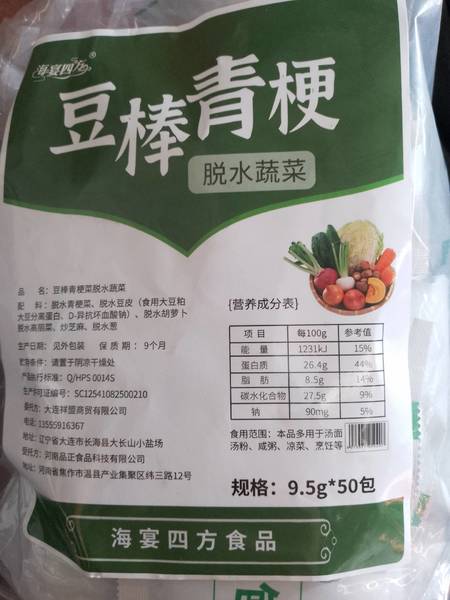 海宴四方®
豆棒青梗
脱水蔬菜
品 名：豆棒青梗菜脱水蔬菜
配 料：脱水青梗菜、脱水豆皮（食用大豆粕
大豆分离蛋白、D-异抗坏血酸钠）、脱水胡萝卜
脱水高丽菜、炒芝麻、脱水葱
生产日期：见外包装 保 质 期：9个月
贮存条件：请置于阴凉干燥处
产品执行标准：Q/HPS 0014S
生产许可证编号：SC12541082500210
委托方：大连祥盟商贸有限公司
电话：13555916367
地址：辽宁省大连市长海县大长山小盐场
受托方：河南品正食品科技有限公司
地址：河南省焦作市温县产业集聚区纬三路12号
{营养成分表}
项 目 每100g 参考值
能 量 1231kJ 15%
蛋白质 26.4g 44%
脂 肪 8.5g 14%
碳水化合物 27.5g 9%
钠 90mg 5%
食用范围：本品多用于汤面
汤粉、咸粥、凉菜、烹饪等
规格：9.5g*50包
海宴四方食品